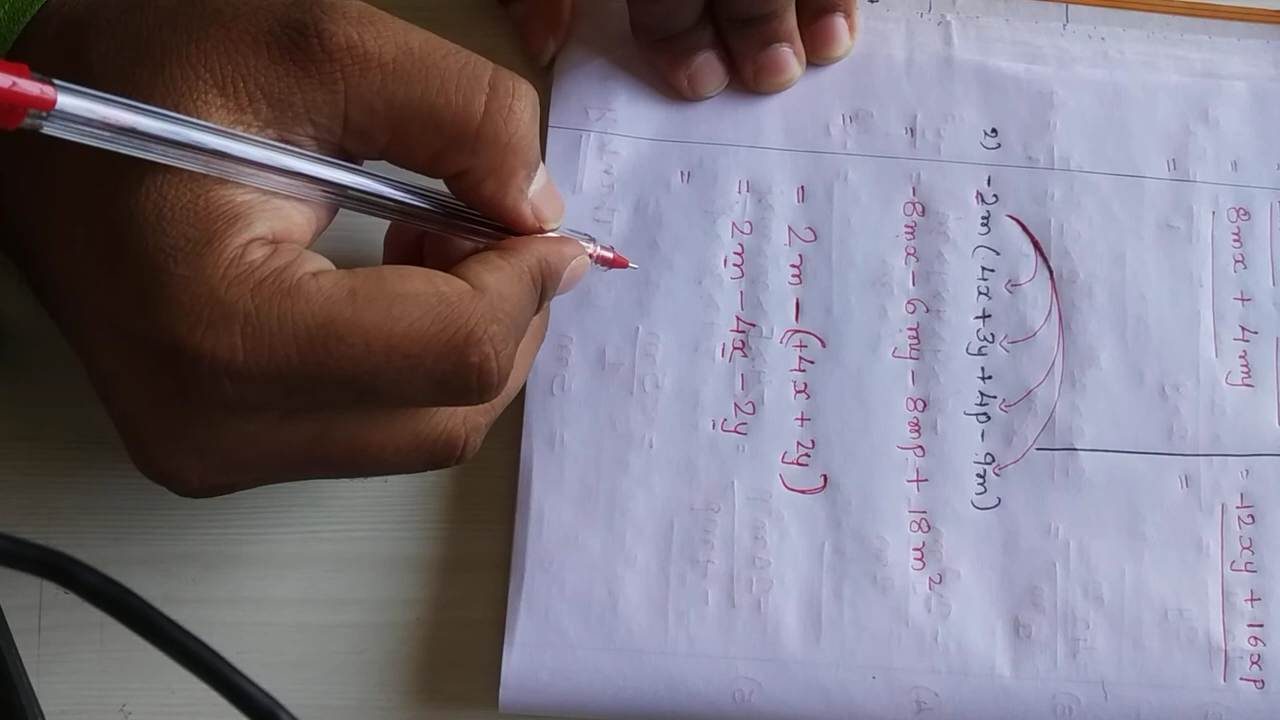 8mx + 4my
= -12xy + 16xp
=
=
=
2) -2m (4x + 3y + 4p - 9m)
= -8mx - 6my - 8mp + 18m²
= 2m - (+4x + 2y)
= 2m - 4x - 2y
=